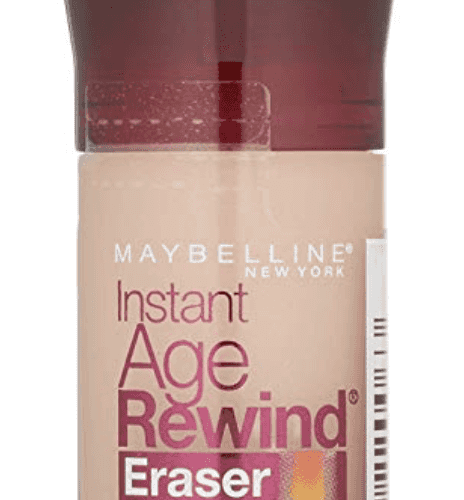 MAYBELLINE®
NEW YORK
Instant
Age
Rewind®
Eraser